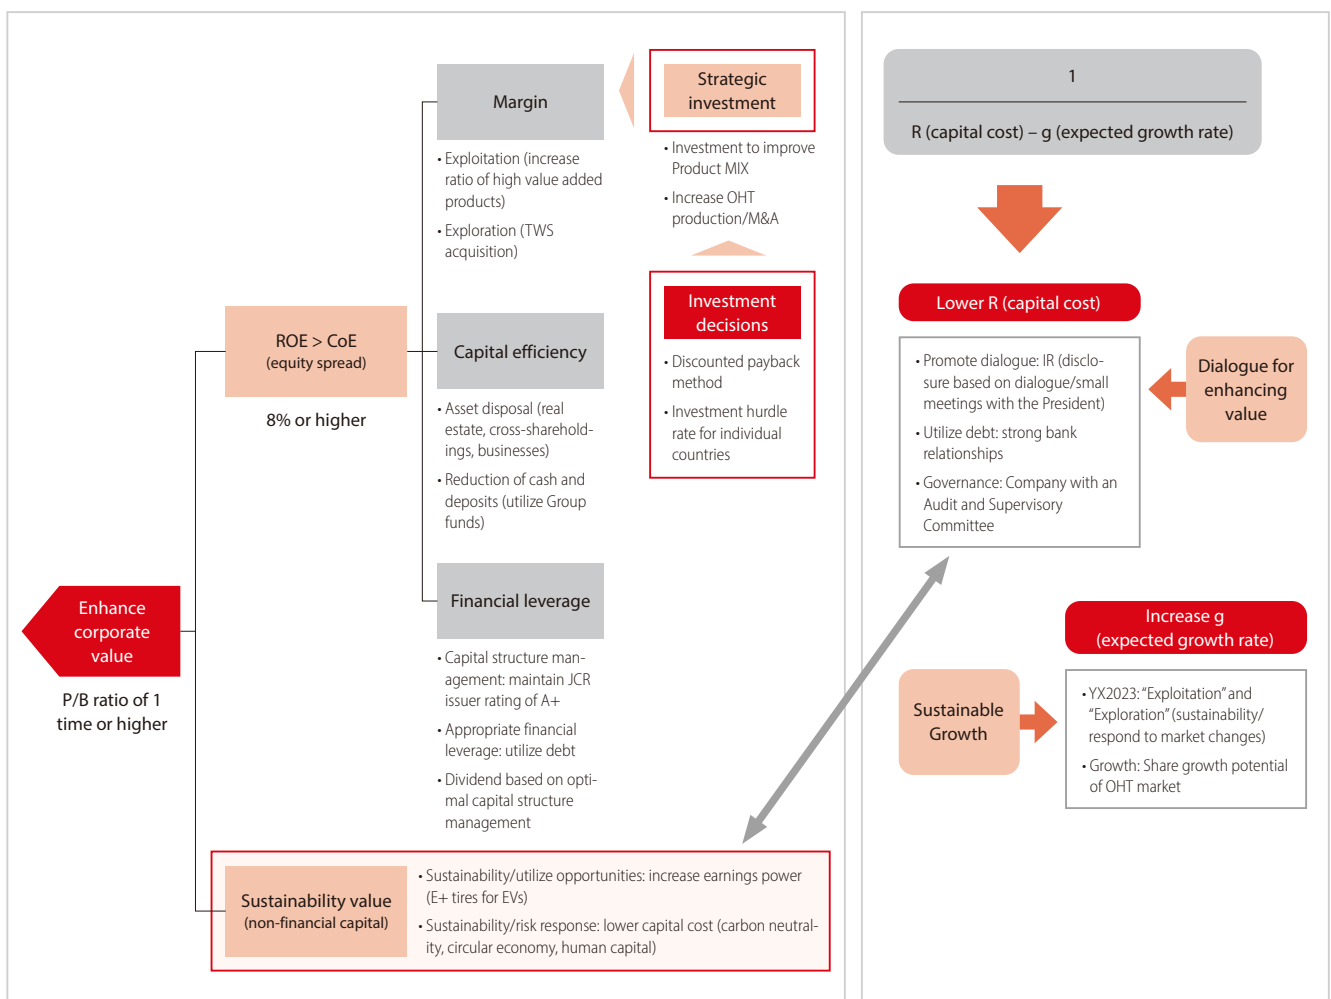 Margin
• Exploitation (increase
ratio of high value added
products)
• Exploration (TWS
acquisition)
Strategic
investment
• Investment to improve
Product MIX
• Increase OHT
production/M&A
Investment
decisions
• Discounted payback
method
• Investment hurdle
rate for individual
countries
ROE > CoE
(equity spread)
8% or higher
Capital efficiency
• Asset disposal (real
estate, cross-sharehold-
ings, businesses)
• Reduction of cash and
deposits (utilize Group
funds)
Financial leverage
• Capital structure man-
agement: maintain JCR
issuer rating of A+
• Appropriate financial
leverage: utilize debt
• Dividend based on opti-
mal capital structure
management
Enhance
corporate
value
P/B ratio of 1
time or higher
Sustainability value
(non-financial capital)
• Sustainability/utilize opportunities: increase earnings power
(E+ tires for EVs)
• Sustainability/risk response: lower capital cost (carbon neutral-
ity, circular economy, human capital)
1
R (capital cost) – g (expected growth rate)
Lower R (capital cost)
• Promote dialogue: IR (disclo-
sure based on dialogue/small
meetings with the President)
• Utilize debt: strong bank
relationships
• Governance: Company with an
Audit and Supervisory
Committee
Dialogue for
enhancing
value
Increase g
(expected growth rate)
Sustainable
Growth
• YX2023: “Exploitation” and
“Exploration” (sustainability/
respond to market changes)
• Growth: Share growth potential
of OHT market